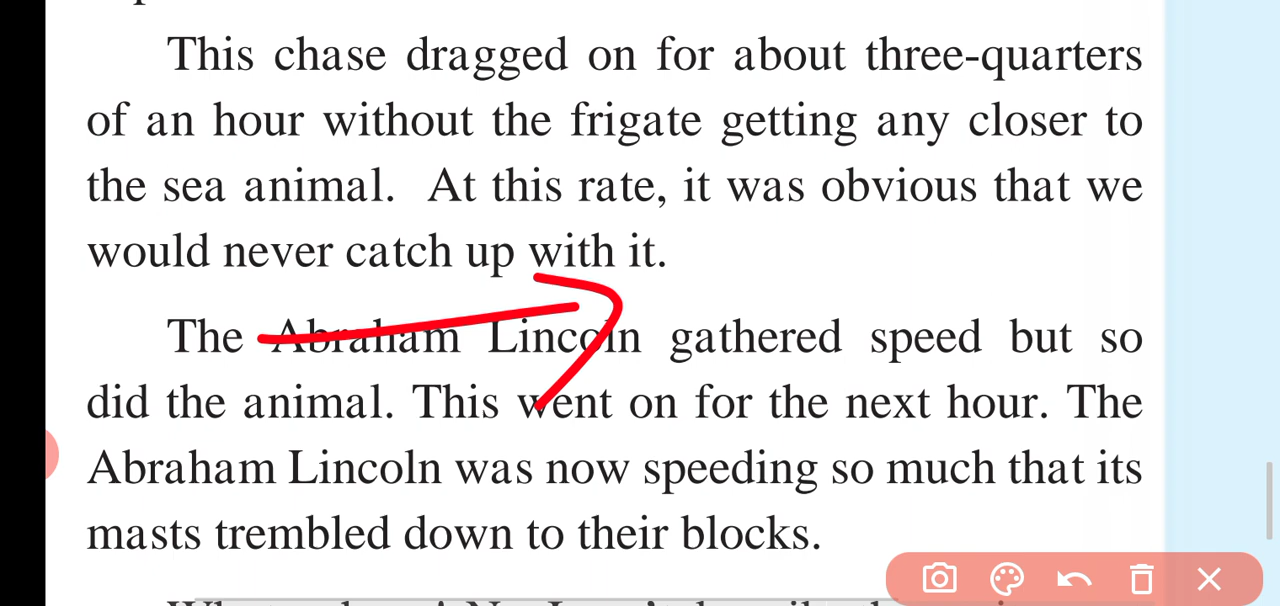 This chase dragged on for about three-quarters
of an hour without the frigate getting any closer to
the sea animal. At this rate, it was obvious that we
would never catch up with it.
The Abraham Lincoln gathered speed but so
did the animal. This went on for the next hour. The
Abraham Lincoln was now speeding so much that its
masts trembled down to their blocks.